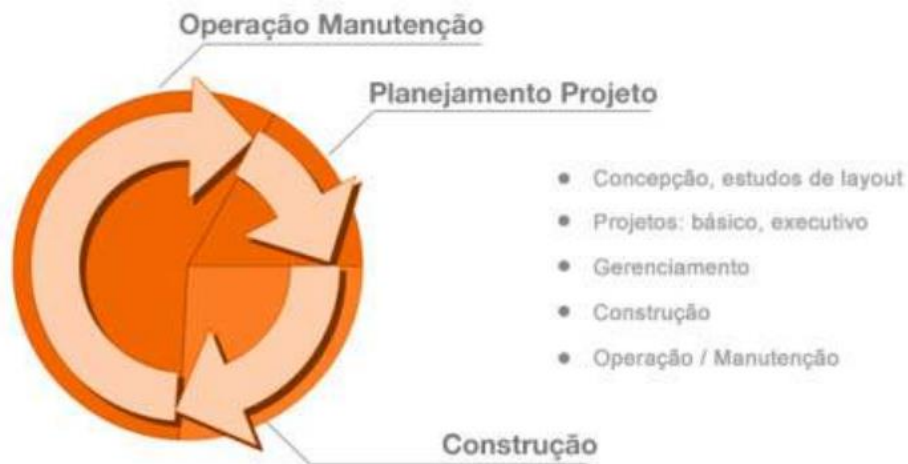 Operação Manutenção
Planejamento Projeto
Concepção, estudos de layout
Projetos: básico, executivo
Gerenciamento
Construção
Operação / Manutenção
Construção